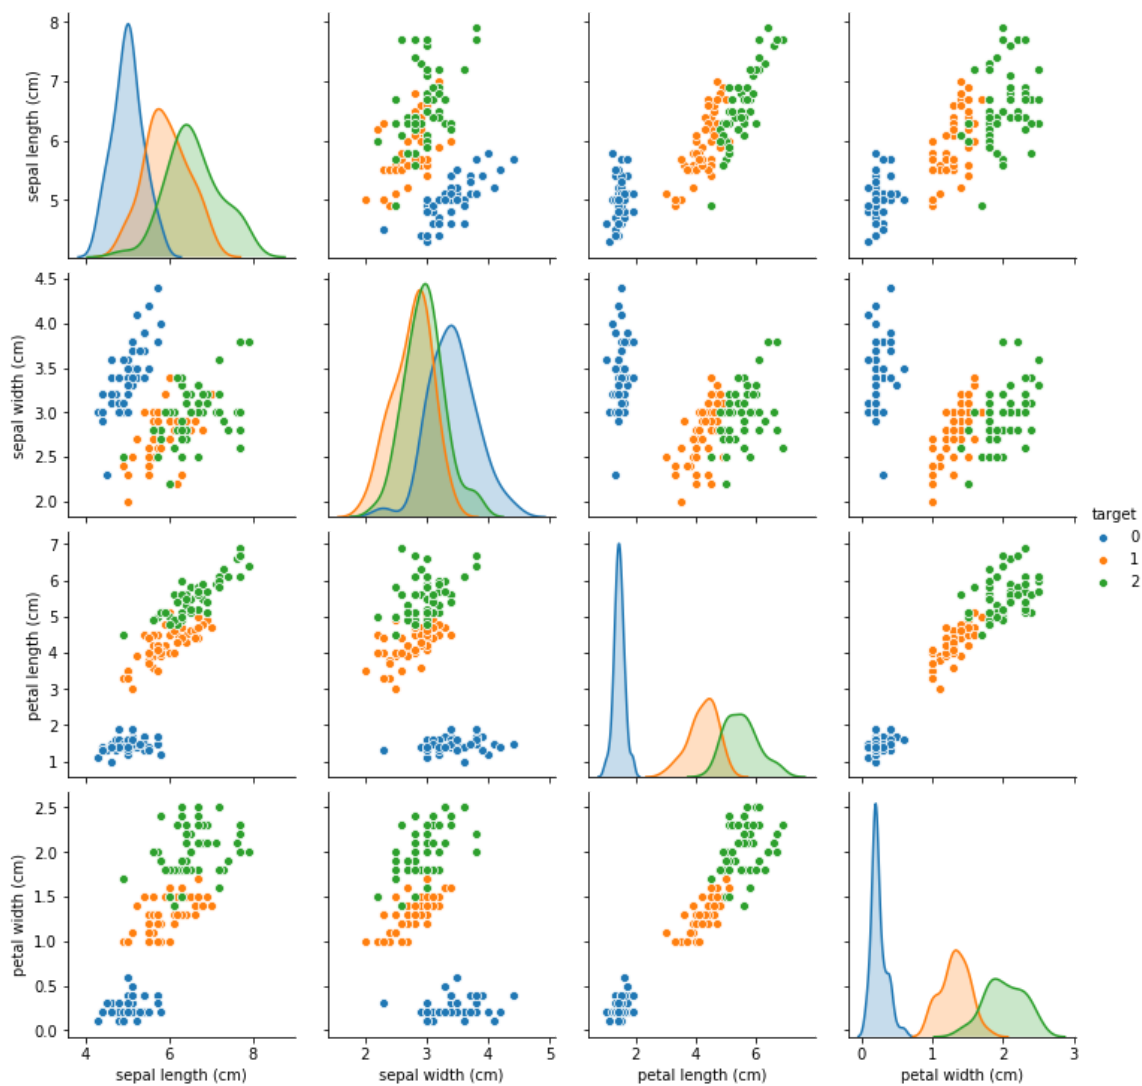 8
7
6
5
sepal length (cm)
4.5
4.0
3.5
3.0
2.5
2.0
sepal width (cm)
target
0
1
2
7
6
5
4
3
2
1
petal length (cm)
2.5
2.0
1.5
1.0
0.5
0.0
petal width (cm)
4 6 8
sepal length (cm)
2 3 4 5
sepal width (cm)
2 4 6
petal length (cm)
0 1 2 3
petal width (cm)